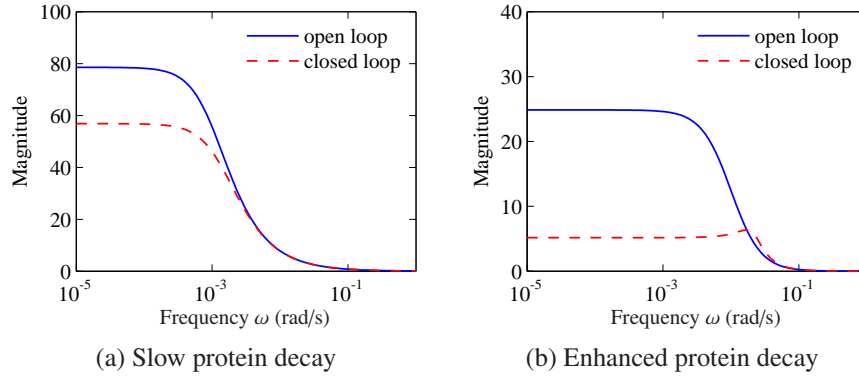 100
80
60
40
20
0
Magnitude
open loop
closed loop
10^-5
10^-3
10^-1
Frequency ω (rad/s)
(a) Slow protein decay
40
30
20
10
0
Magnitude
open loop
closed loop
10^-5
10^-3
10^-1
Frequency ω (rad/s)
(b) Enhanced protein decay